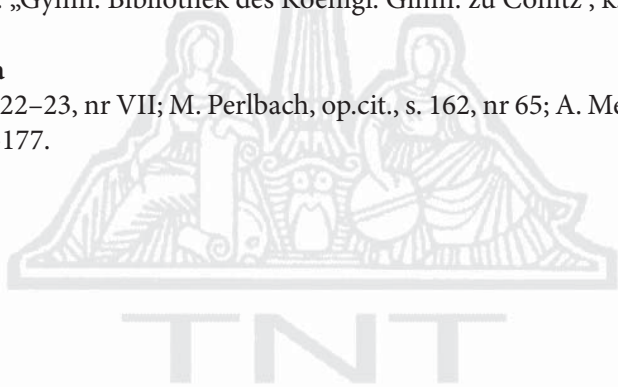 „Gymn. Bibliothek des Koenigl. Gimn. zu Conitz”,
22–23, nr VII; M. Perlbach, op.cit., s. 162, nr 65; A. Me
177.
TNT